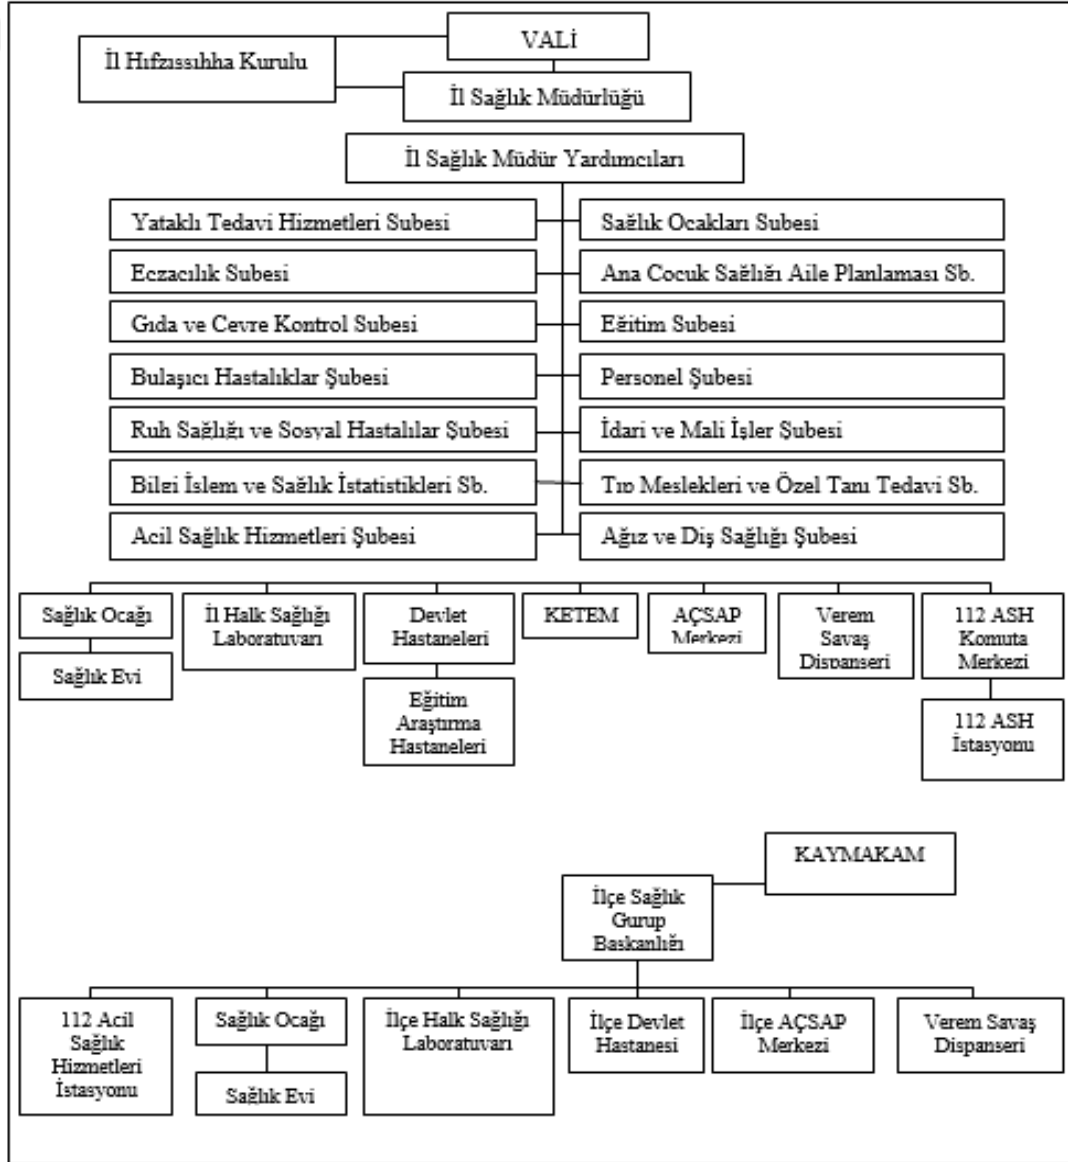 VALİ
İl Hıfzıssıhha Kurulu
İl Sağlık Müdürlüğü
İl Sağlık Müdür Yardımcıları
Yataklı Tedavi Hizmetleri Subesi
Sağlık Ocakları Subesi
Eczacılık Subesi
Ana Cocuk Sağlığı Aile Planlaması Sb.
Gıda ve Cevre Kontrol Subesi
Eğitim Subesi
Bulaşıcı Hastalıklar Şubesi
Personel Şubesi
Ruh Sağlığı ve Sosyal Hastalılar Şubesi
İdari ve Mali İşler Şubesi
Bilgi İslem ve Sağlık İstatistikleri Sb.
Tıp Meslekleri ve Özel Tanı Tedavi Sb.
Acil Sağlık Hizmetleri Şubesi
Ağız ve Diş Sağlığı Şubesi
Sağlık Ocağı
Sağlık Evi
İl Halk Sağlığı
Laboratuvarı
Devlet
Hastaneleri
Eğitim
Araştırma
Hastaneleri
KETEM
AÇSAP
Merkezi
Verem
Savaş
Dispanseri
112 ASH
Komuta
Merkezi
112 ASH
İstasyonu
KAYMAKAM
İlçe Sağlık
Gurup
Baskanlığı
112 Acil
Sağlık
Hizmetleri
İstasyonu
Sağlık Ocağı
Sağlık Evi
İlçe Halk Sağlığı
Laboratuvarı
İlçe Devlet
Hastanesi
İlçe AÇSAP
Merkezi
Verem Savaş
Dispanseri